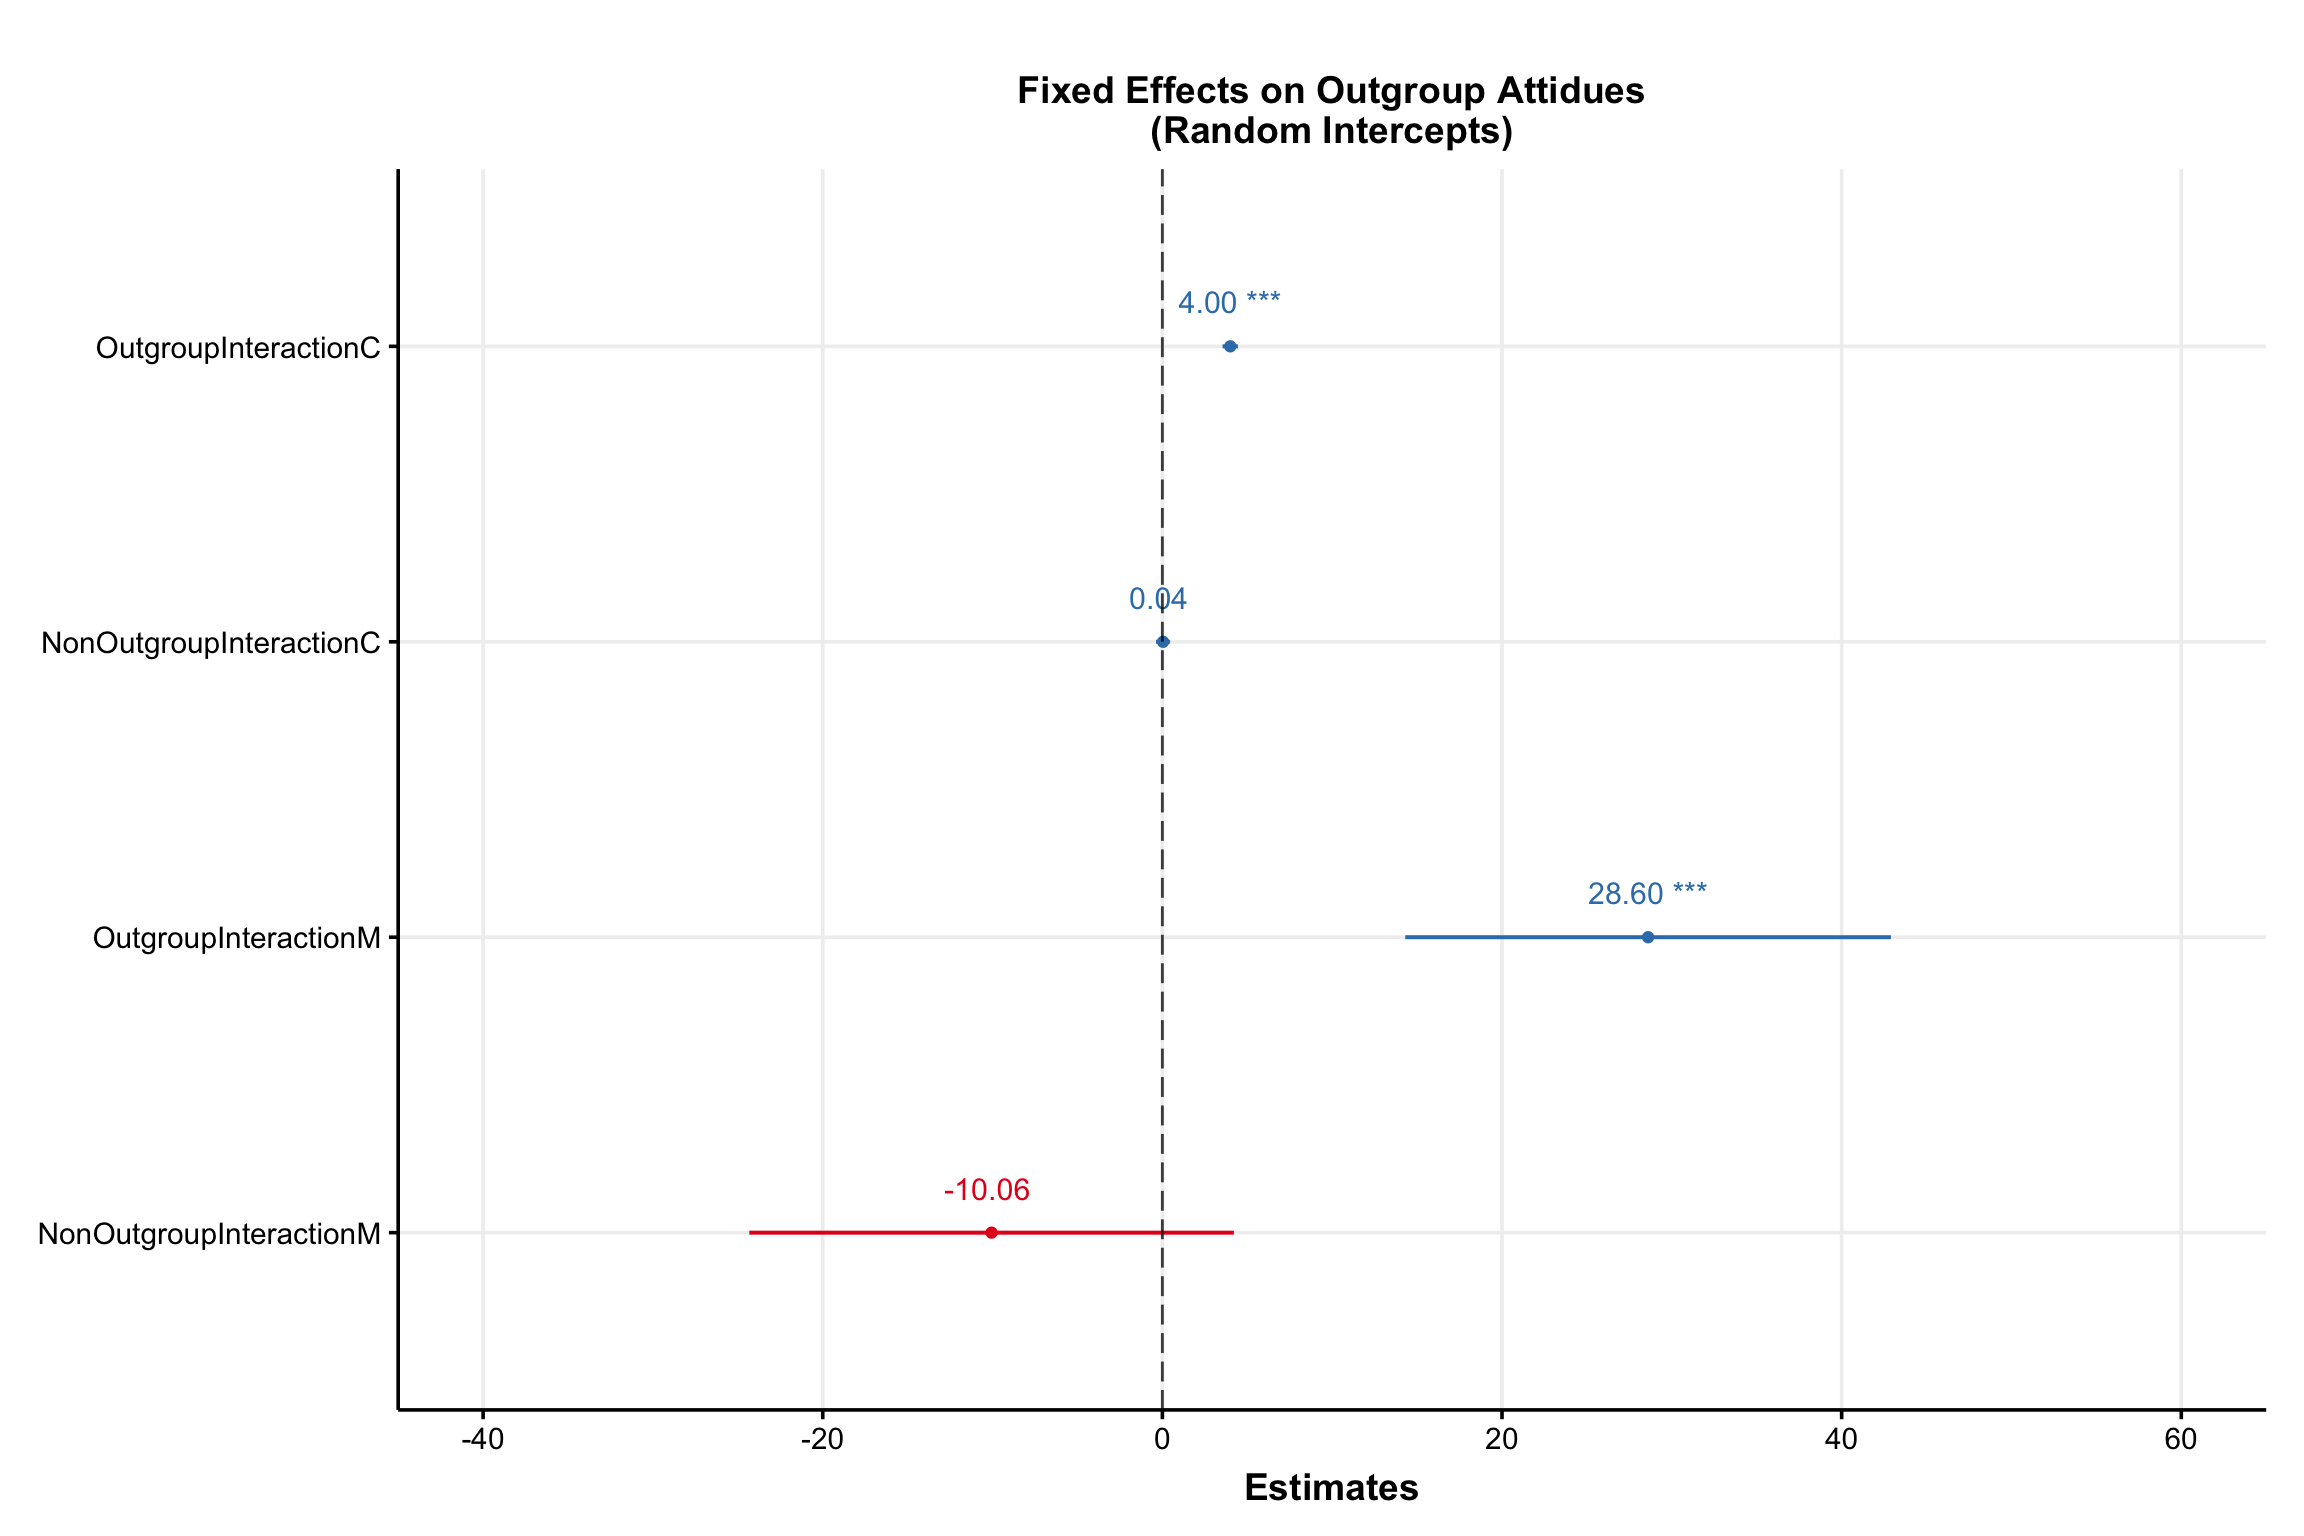 Fixed Effects on Outgroup Attidues
(Random Intercepts)
4.00 ***
OutgroupInteractionC
0.04
NonOutgroupInteractionC
28.60 ***
OutgroupInteractionM
-10.06
NonOutgroupInteractionM
-40 -20 0 20 40 60
Estimates